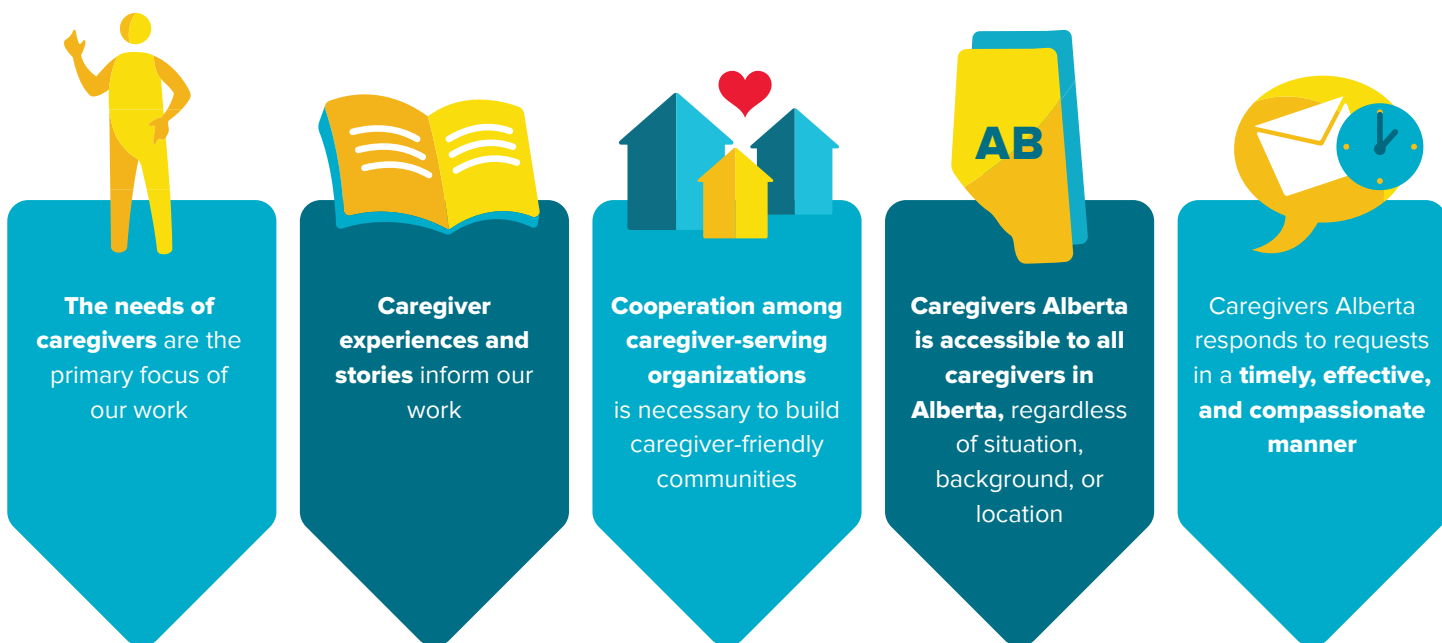 The needs of
caregivers are the
primary focus of
our work
Caregiver
experiences and
stories inform our
work
Cooperation among
caregiver-serving
organizations
is necessary to build
caregiver-friendly
communities
AB
Caregivers Alberta
is accessible to all
caregivers in
Alberta, regardless
of situation,
background, or
location
Caregivers Alberta
responds to requests
in a timely, effective,
and compassionate
manner